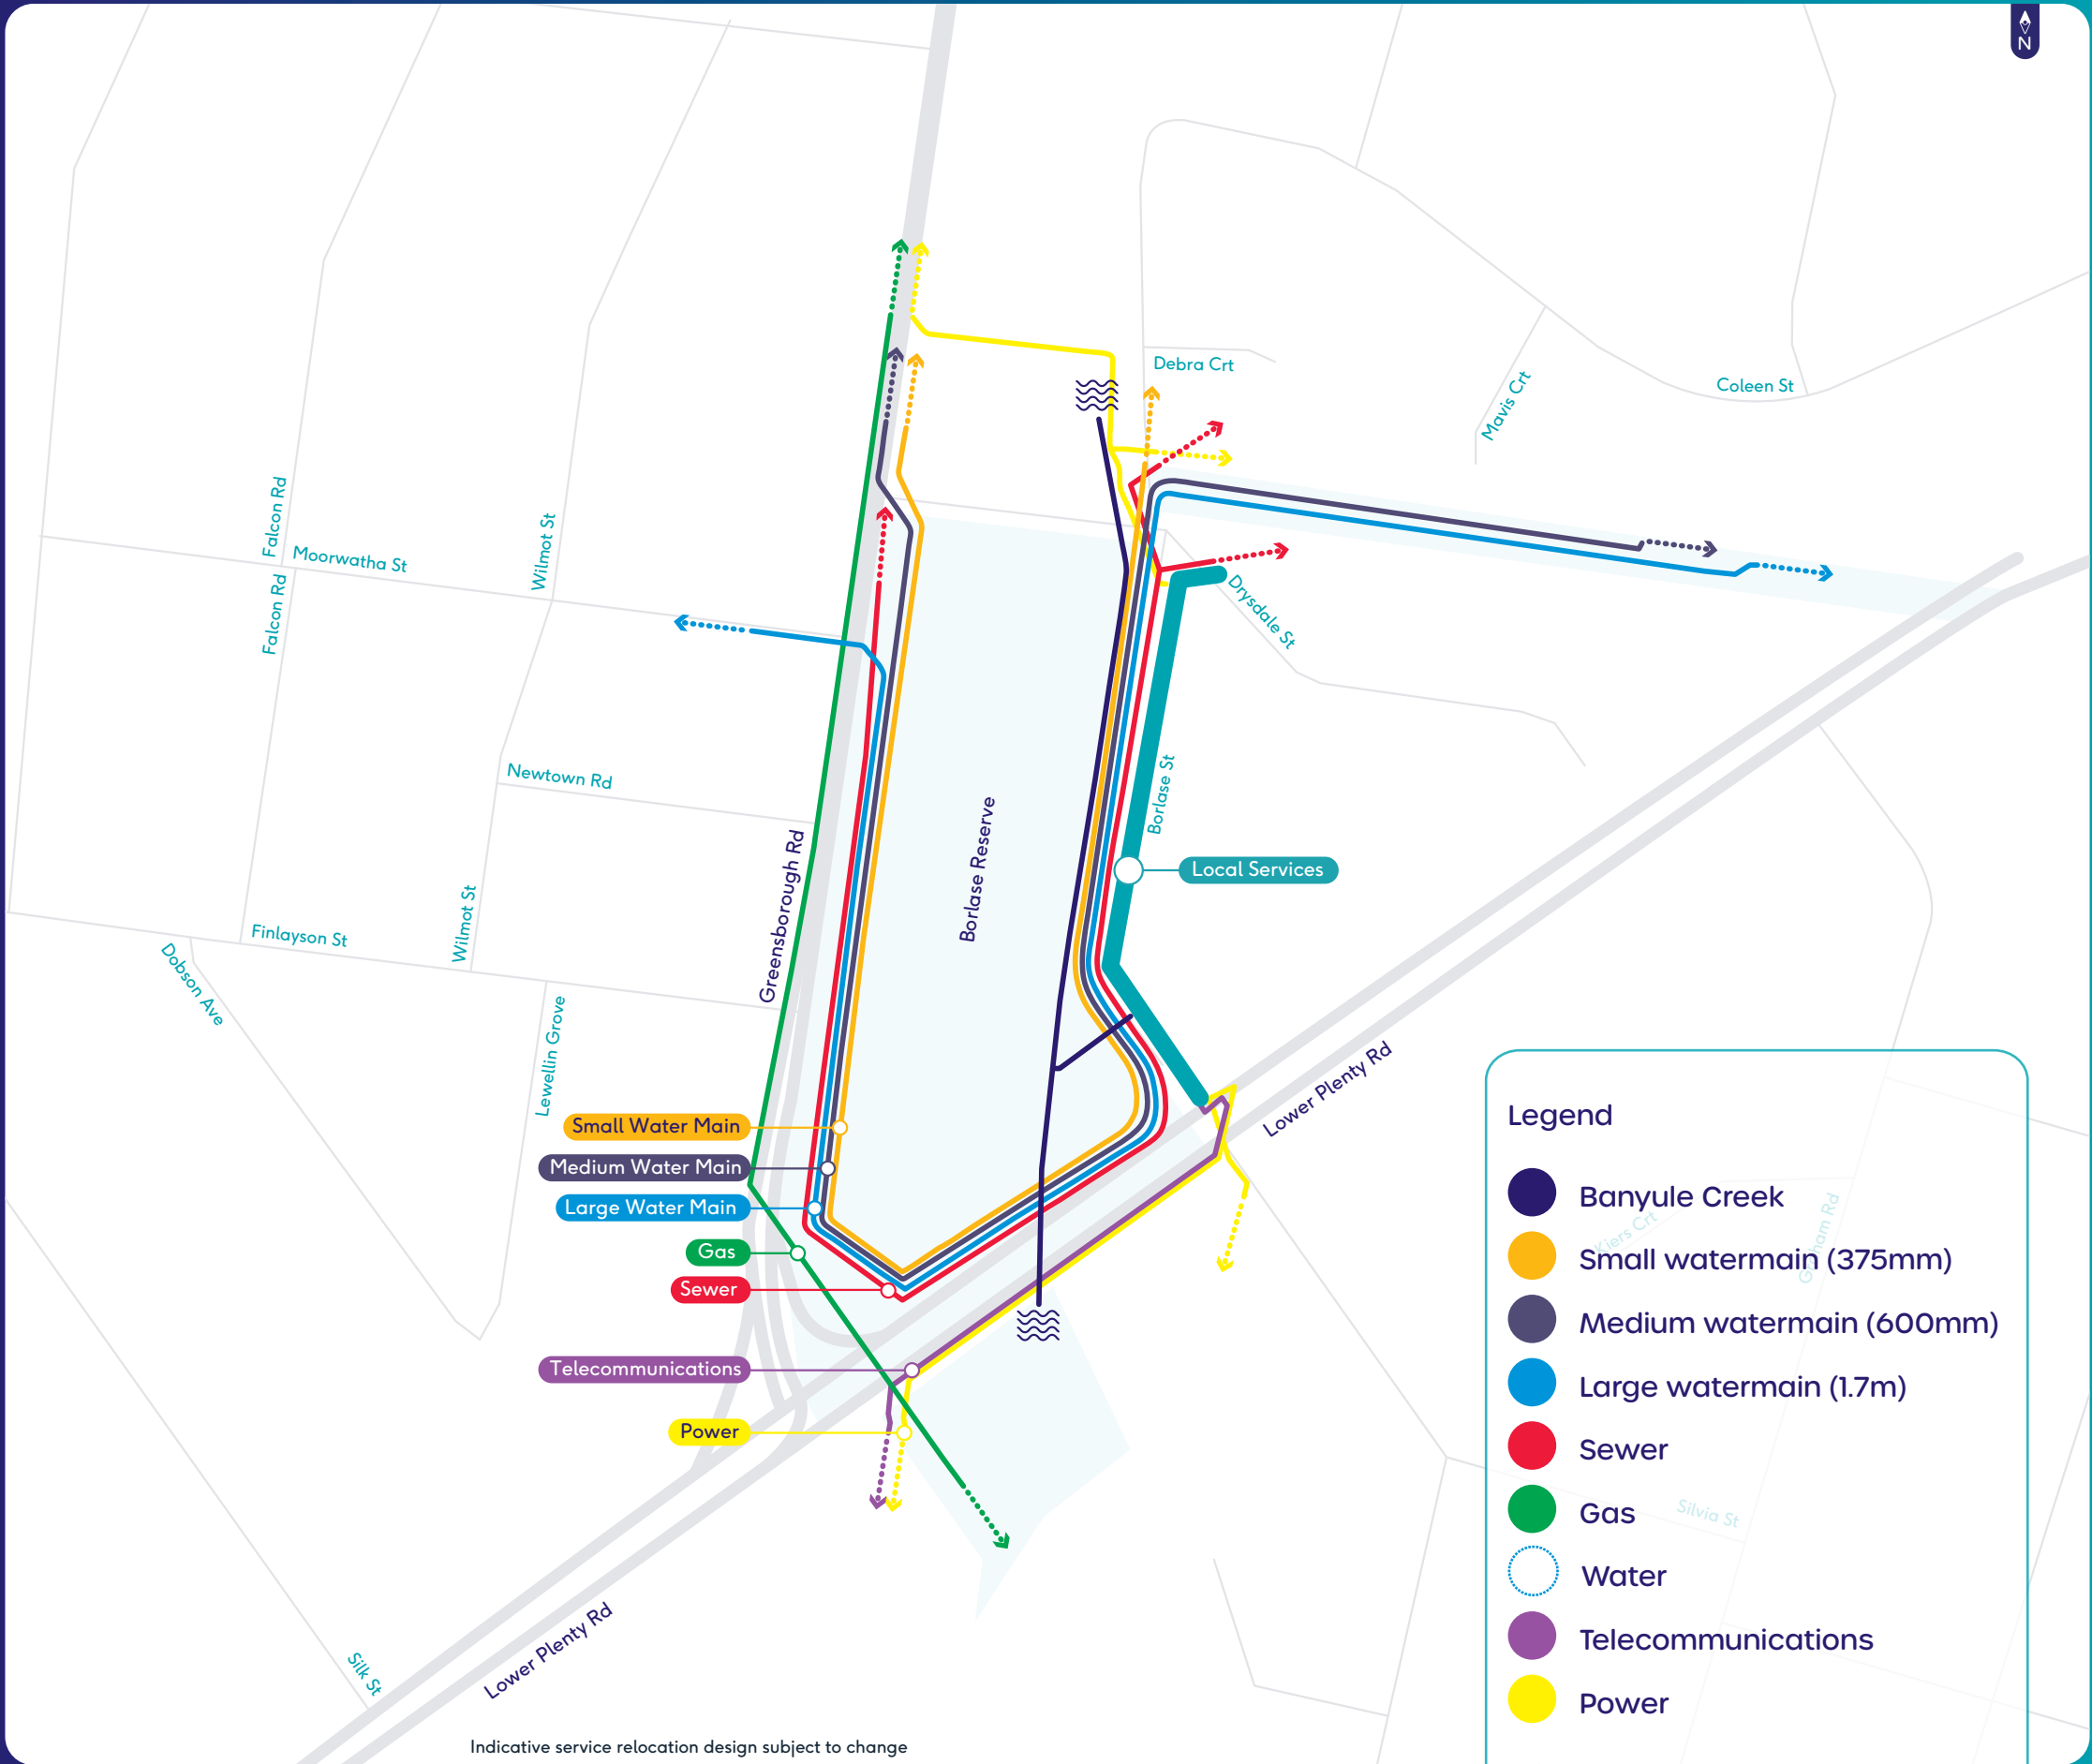 N
Debra Crt
Mavis Crt
Coleen St
Falcon Rd
Moorwatha St
Wilmot St
Falcon Rd
Drysdale St
Newtown Rd
Borlase St
Greensborough Rd
Borlase Reserve
Local Services
Finlayson St
Wilmot St
Dobson Ave
Lewellin Grove
Lower Plenty Rd
Small Water Main
Medium Water Main
Large Water Main
Gas
Sewer
Telecommunications
Power
Silk St
Lower Plenty Rd
Legend
Banyule Creek
Small watermain (375mm)
Medium watermain (600mm)
Large watermain (1.7m)
Sewer
Gas
Water
Telecommunications
Power
Kiers Crt
Silvia St
Indicative service relocation design subject to change